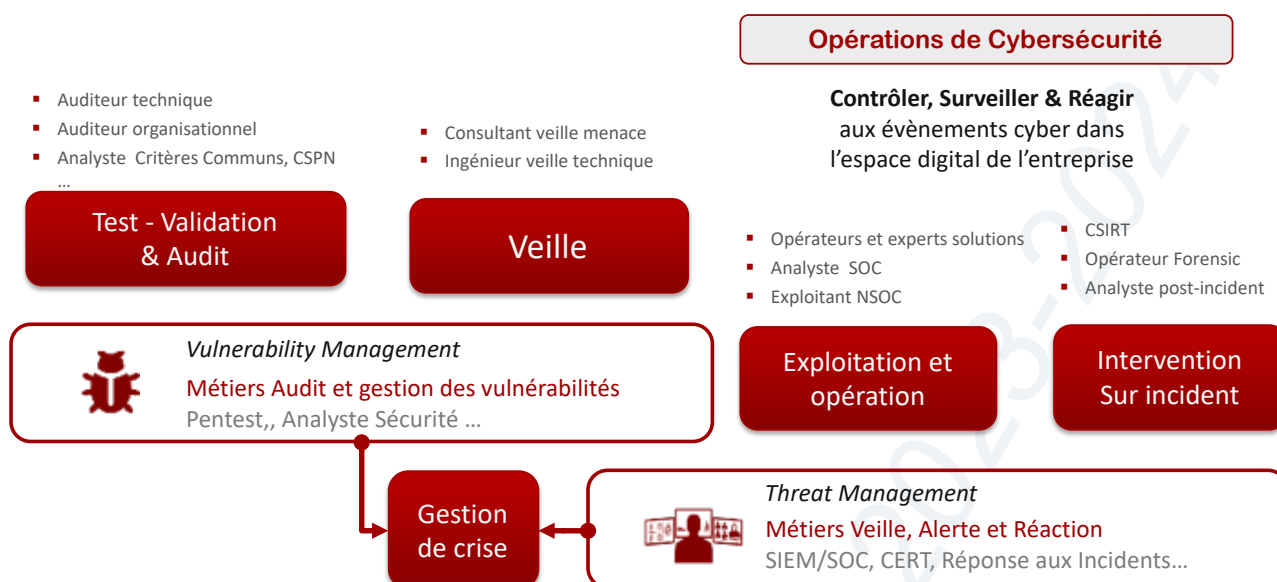 Opérations de Cybersécurité
Contrôler, Surveiller & Réagir
aux évènements cyber dans
l'espace digital de l'entreprise
▪ Auditeur technique
▪ Auditeur organisationnel
▪ Analyste Critères Communs, CSPN
...
Test - Validation
& Audit
▪ Consultant veille menace
▪ Ingénieur veille technique
Veille
▪ Opérateurs et experts solutions
▪ Analyste SOC
▪ Exploitant NSOC
Exploitation et
opération
▪ CSIRT
▪ Opérateur Forensic
▪ Analyste post-incident
Intervention
Sur incident
Vulnerability Management
Métiers Audit et gestion des vulnérabilités
Pentest,, Analyste Sécurité ...
Gestion
de crise
Threat Management
Métiers Veille, Alerte et Réaction
SIEM/SOC, CERT, Réponse aux Incidents...
2023-2024